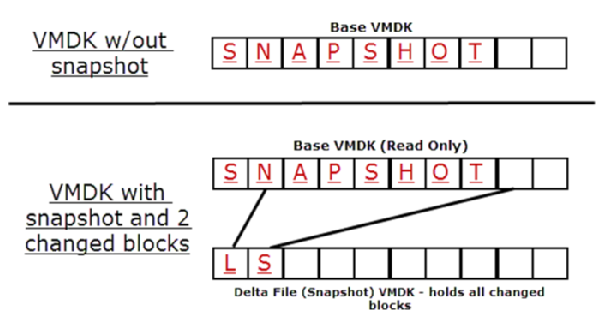 Base VMDK
VMDK w/out
snapshot
S N A P S H O T
Base VMDK (Read Only)
S N A P S H O T
VMDK with
snapshot and 2
changed blocks
L S
Delta File (Snapshot) VMDK - holds all changed
blocks